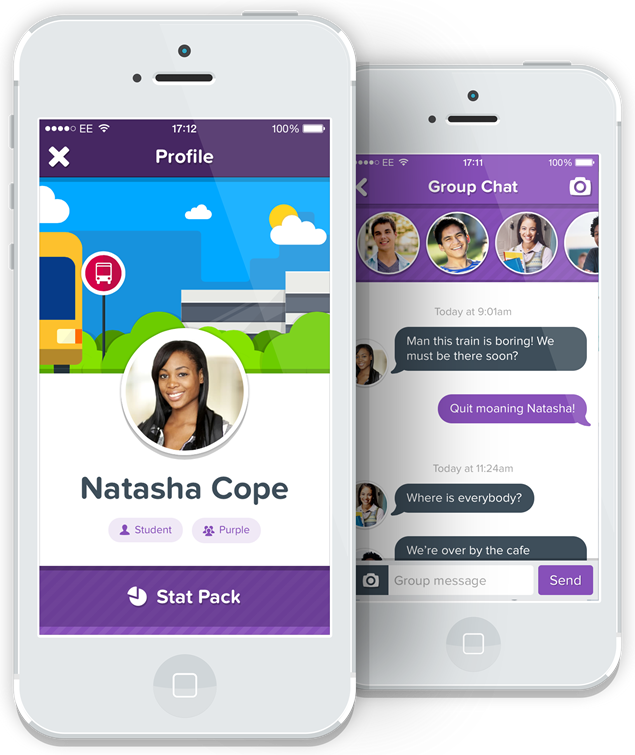 EE 17:12 100%
Profile
Natasha Cope
Student Purple
Stat Pack
EE 17:11 100%
Group Chat
Today at 9:01am
Man this train is boring! We
must be there soon?
Quit moaning Natasha!
Today at 11:24am
Where is everybody?
We're over by the cafe
Group message Send